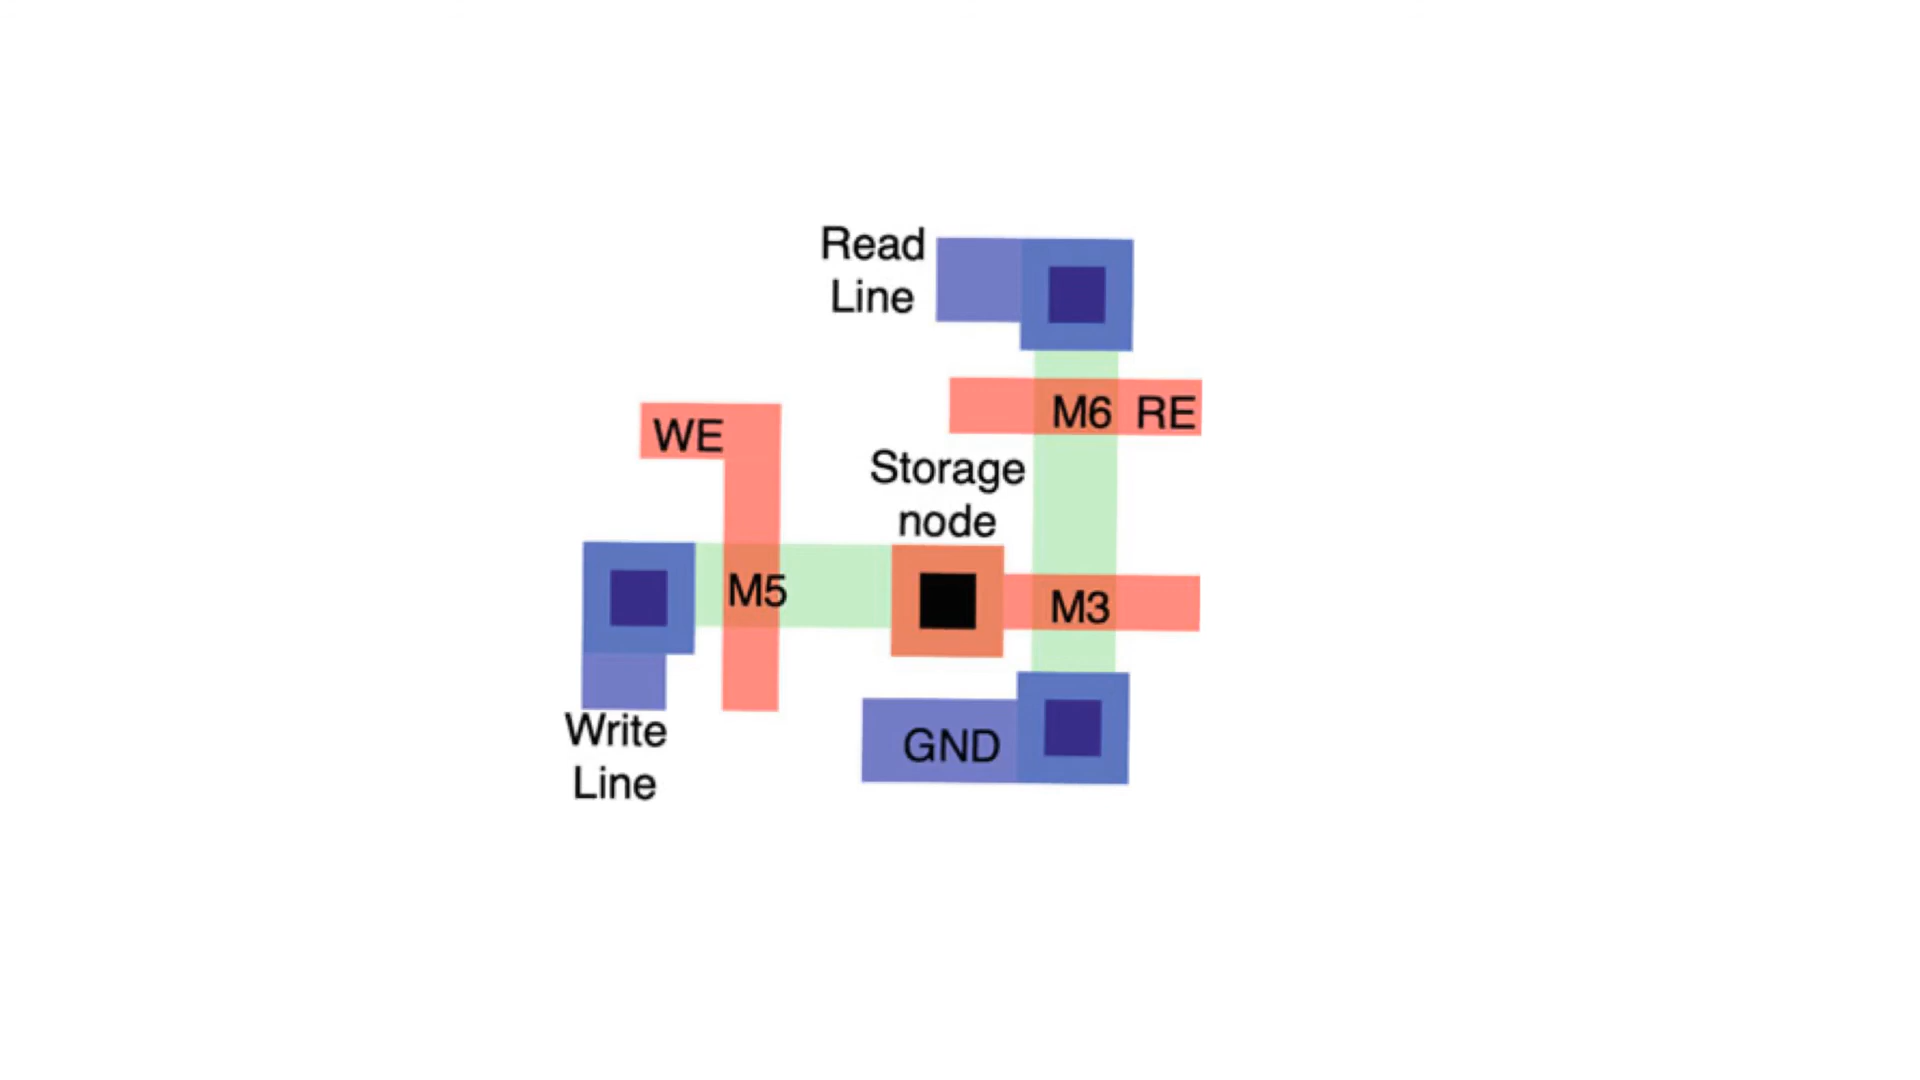 Read
Line
M6 RE
WE
Storage
node
M5
M3
GND
Write
Line